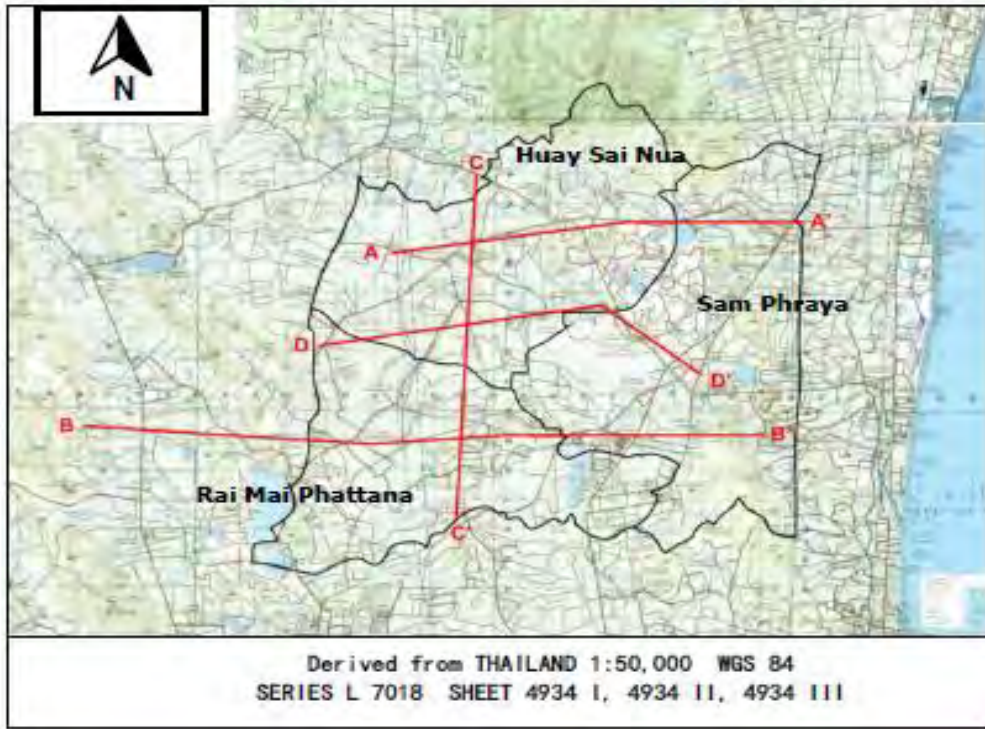 N
C
Huay Sai Nua
A
A'
Sam Phraya
D
D'
B
B'
Rai Mai Phattana
C'
Derived from THAILAND 1:50,000 WGS 84
SERIES L 7018 SHEET 4934 I, 4934 II, 4934 III